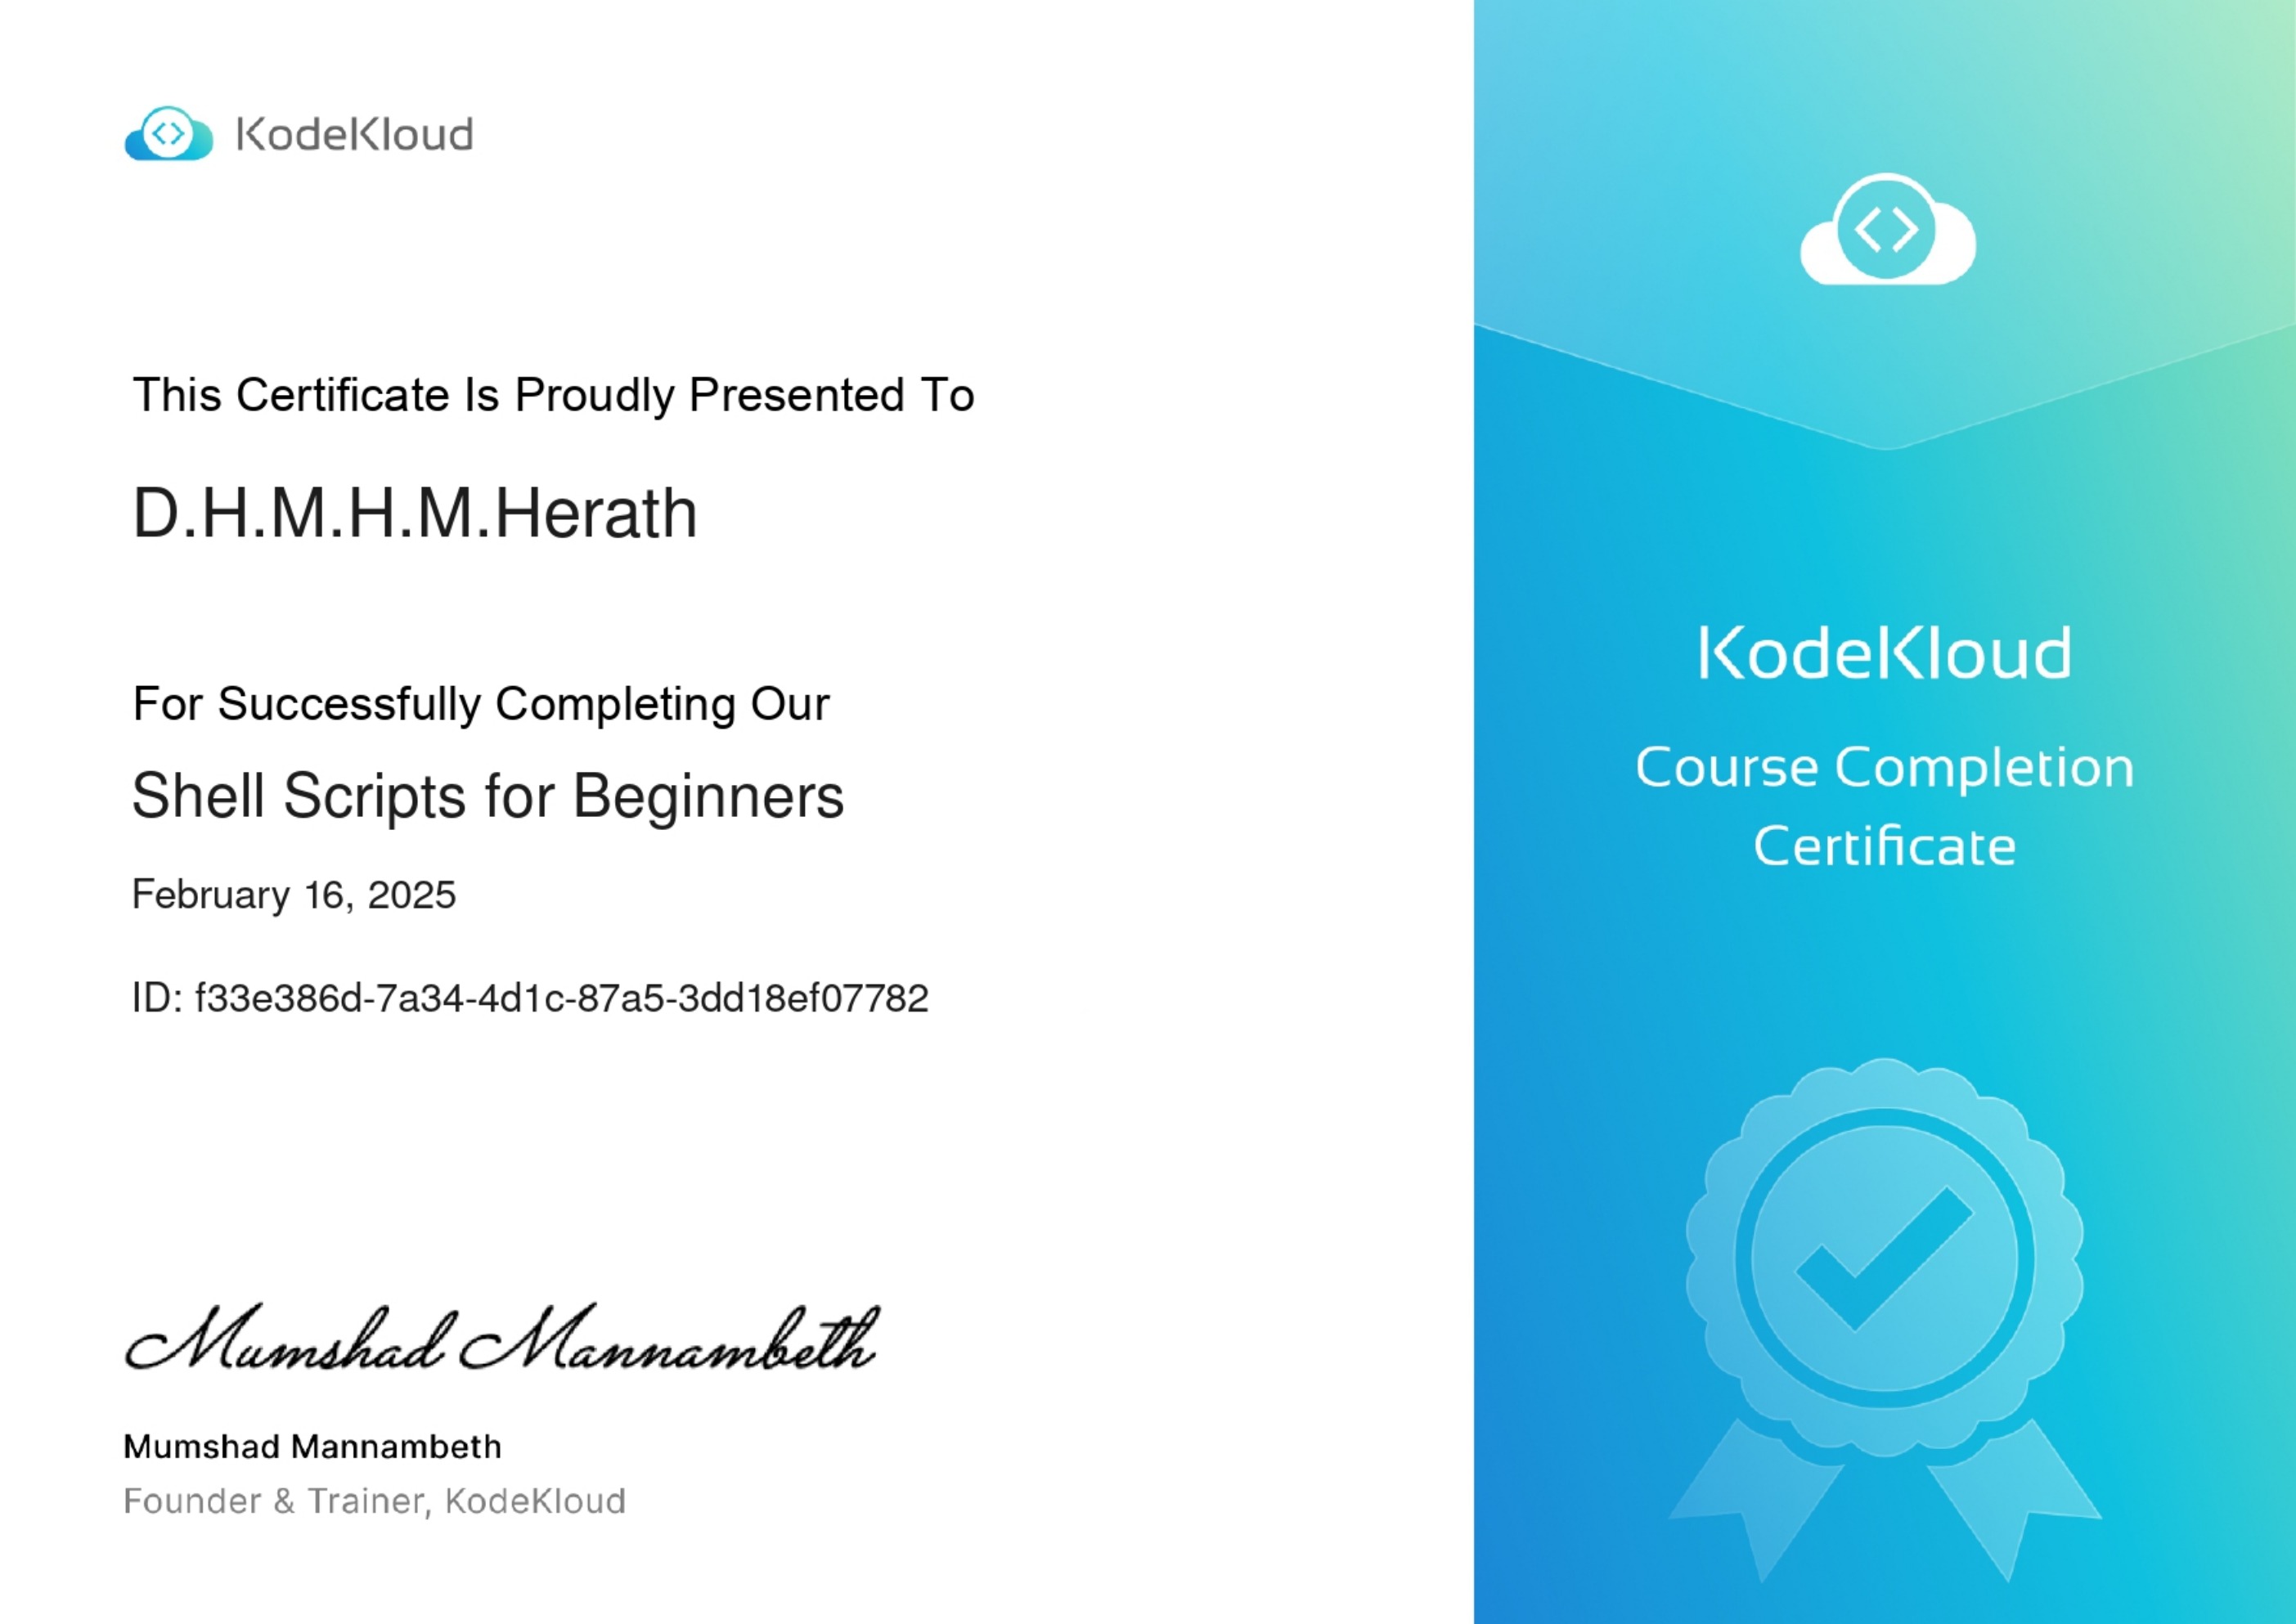 KodeKloud
This Certificate Is Proudly Presented To
D.H.M.H.M.Herath
For Successfully Completing Our
Shell Scripts for Beginners
February 16, 2025
ID: f33e386d-7a34-4d1c-87a5-3dd18ef07782
Mumshad Mannambeth
Mumshad Mannambeth
Founder & Trainer, KodeKloud
KodeKloud
Course Completion
Certificate